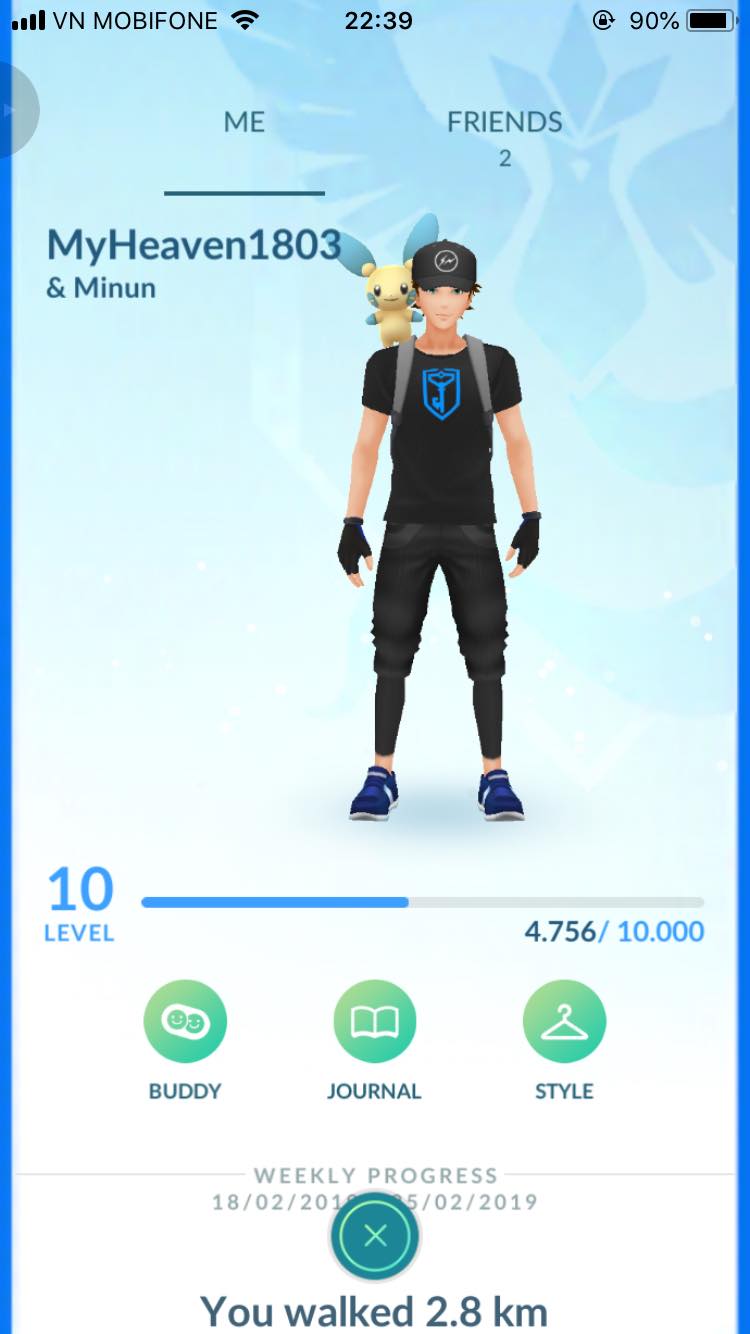 VN MOBIFONE 22:39 90%
ME FRIENDS
2
MyHeaven1803
& Minun
10
LEVEL
4.756/ 10.000
BUDDY JOURNAL STYLE
WEEKLY PROGRESS
18/02/201 5/02/2019
You walked 2.8 km